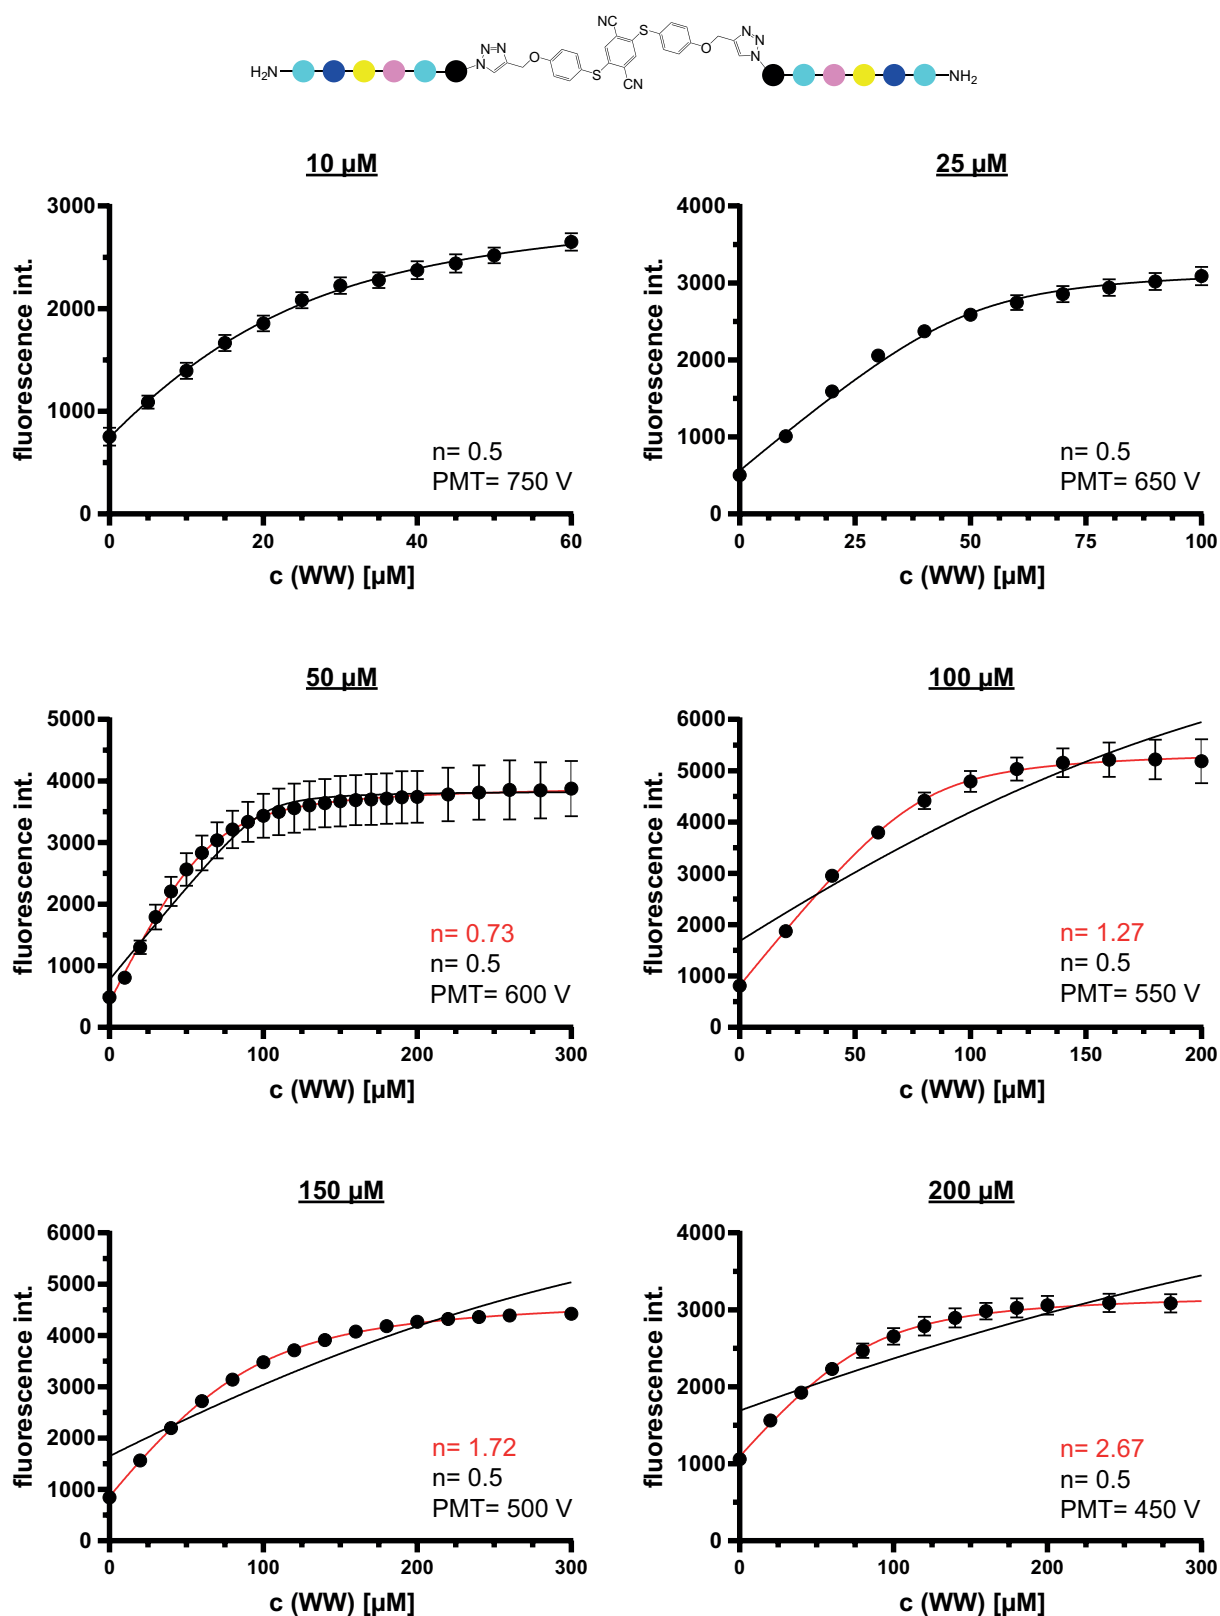 H₂N
N
N
N
O
S
CN
CN
S
O
N
N
N
NH₂
10 µM
fluorescence int.
3000
2000
1000
0
0
20
40
60
n= 0.5
PMT= 750 V
c (WW) [µM]
25 µM
fluorescence int.
4000
3000
2000
1000
0
0
25
50
75
100
n= 0.5
PMT= 650 V
c (WW) [µM]
50 µM
fluorescence int.
5000
4000
3000
2000
1000
0
0
100
200
300
n= 0.73
n= 0.5
PMT= 600 V
c (WW) [µM]
100 µM
fluorescence int.
6000
5000
4000
3000
2000
1000
0
0
50
100
150
200
n= 1.27
n= 0.5
PMT= 550 V
c (WW) [µM]
150 µM
fluorescence int.
6000
5000
4000
3000
2000
1000
0
0
100
200
300
n= 1.72
n= 0.5
PMT= 500 V
c (WW) [µM]
200 µM
fluorescence int.
4000
3000
2000
1000
0
0
100
200
300
n= 2.67
n= 0.5
PMT= 450 V
c (WW) [µM]